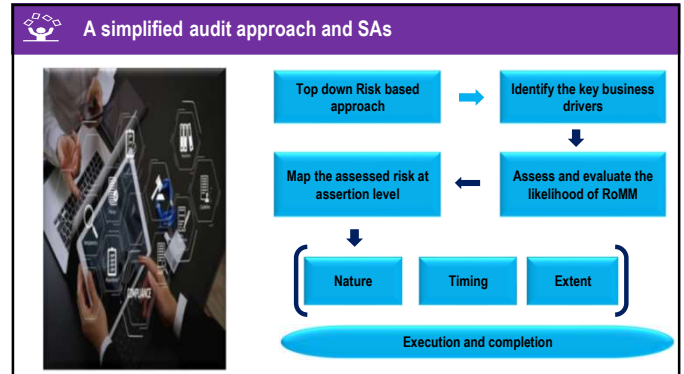 A simplified audit approach and SAs
Top down Risk based
approach
Identify the key business
drivers
Map the assessed risk at
assertion level
Assess and evaluate the
likelihood of RoMM
Nature
Timing
Extent
Execution and completion
COMPLIANCE